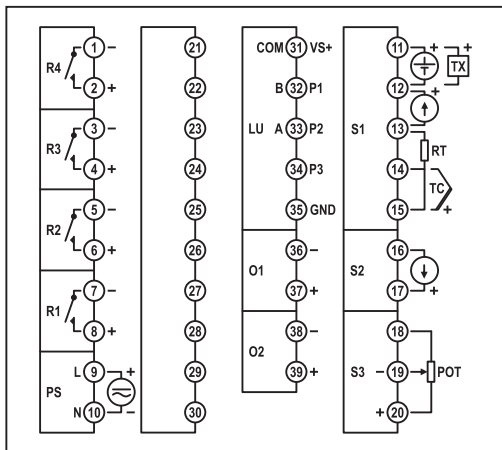 1 − 21 COM 31 VS+ 11 + +
R4 TX
2 + 22 B 32 P1 12 +
3 − 23 LU A 33 P2 S1 13
R3 RT
4 + 24 34 P3 14
TC
5 − 25 35 GND 15 +
R2
6 + 26 36 − 16
O1 S2
7 − 27 37 + 17 +
R1
8 + 28 38 − 18
O2
L 9 + 29 39 + S3 − 19 POT
PS
N 10 − 30 + 20